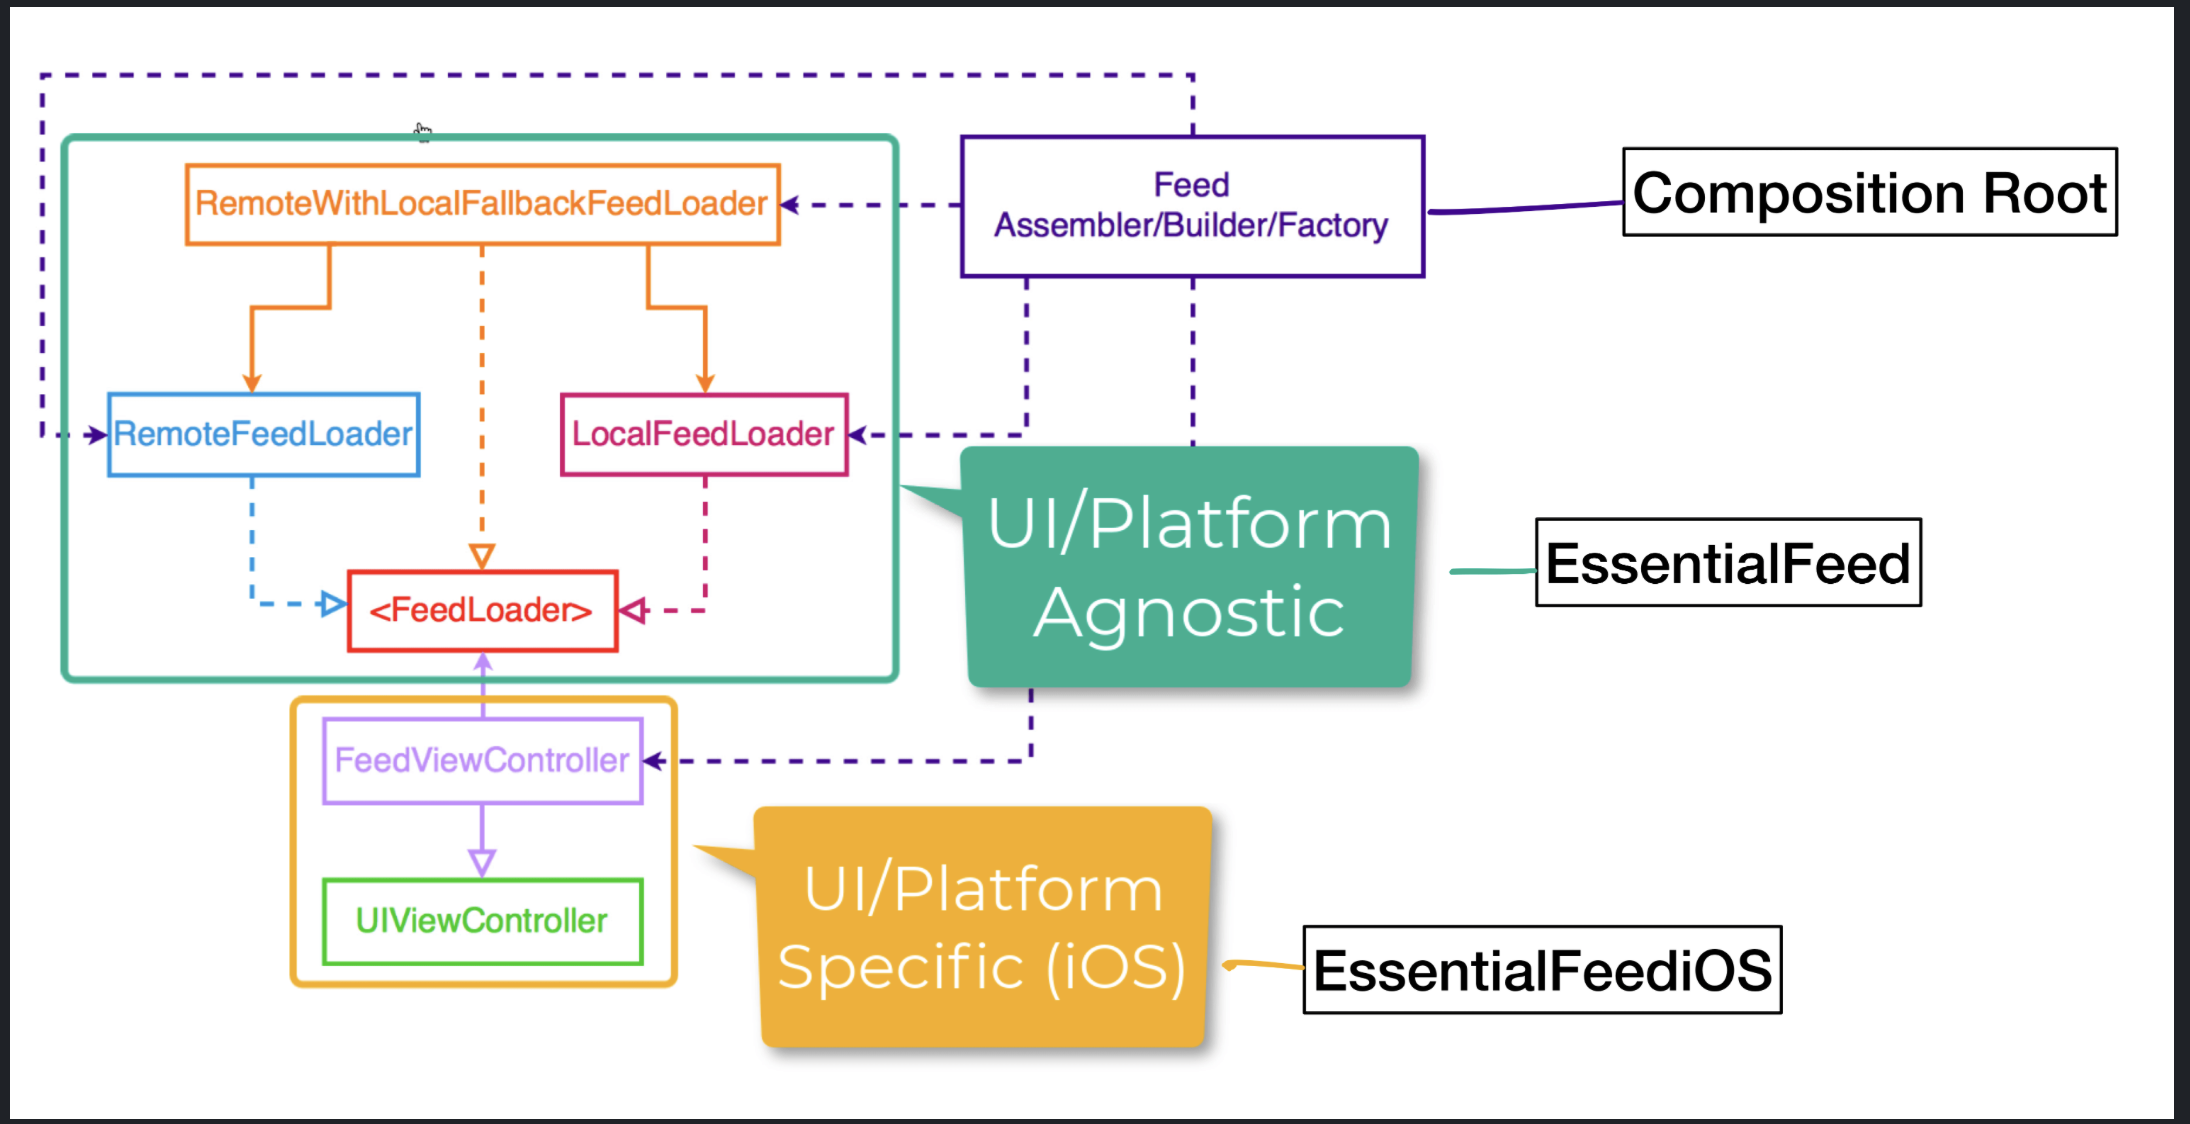 RemoteWithLocalFallbackFeedLoader
Feed
Assembler/Builder/Factory
Composition Root
RemoteFeedLoader
LocalFeedLoader
UI/Platform
Agnostic
EssentialFeed
<FeedLoader>
FeedViewController
UIViewController
UI/Platform
Specific (iOS)
EssentialFeediOS